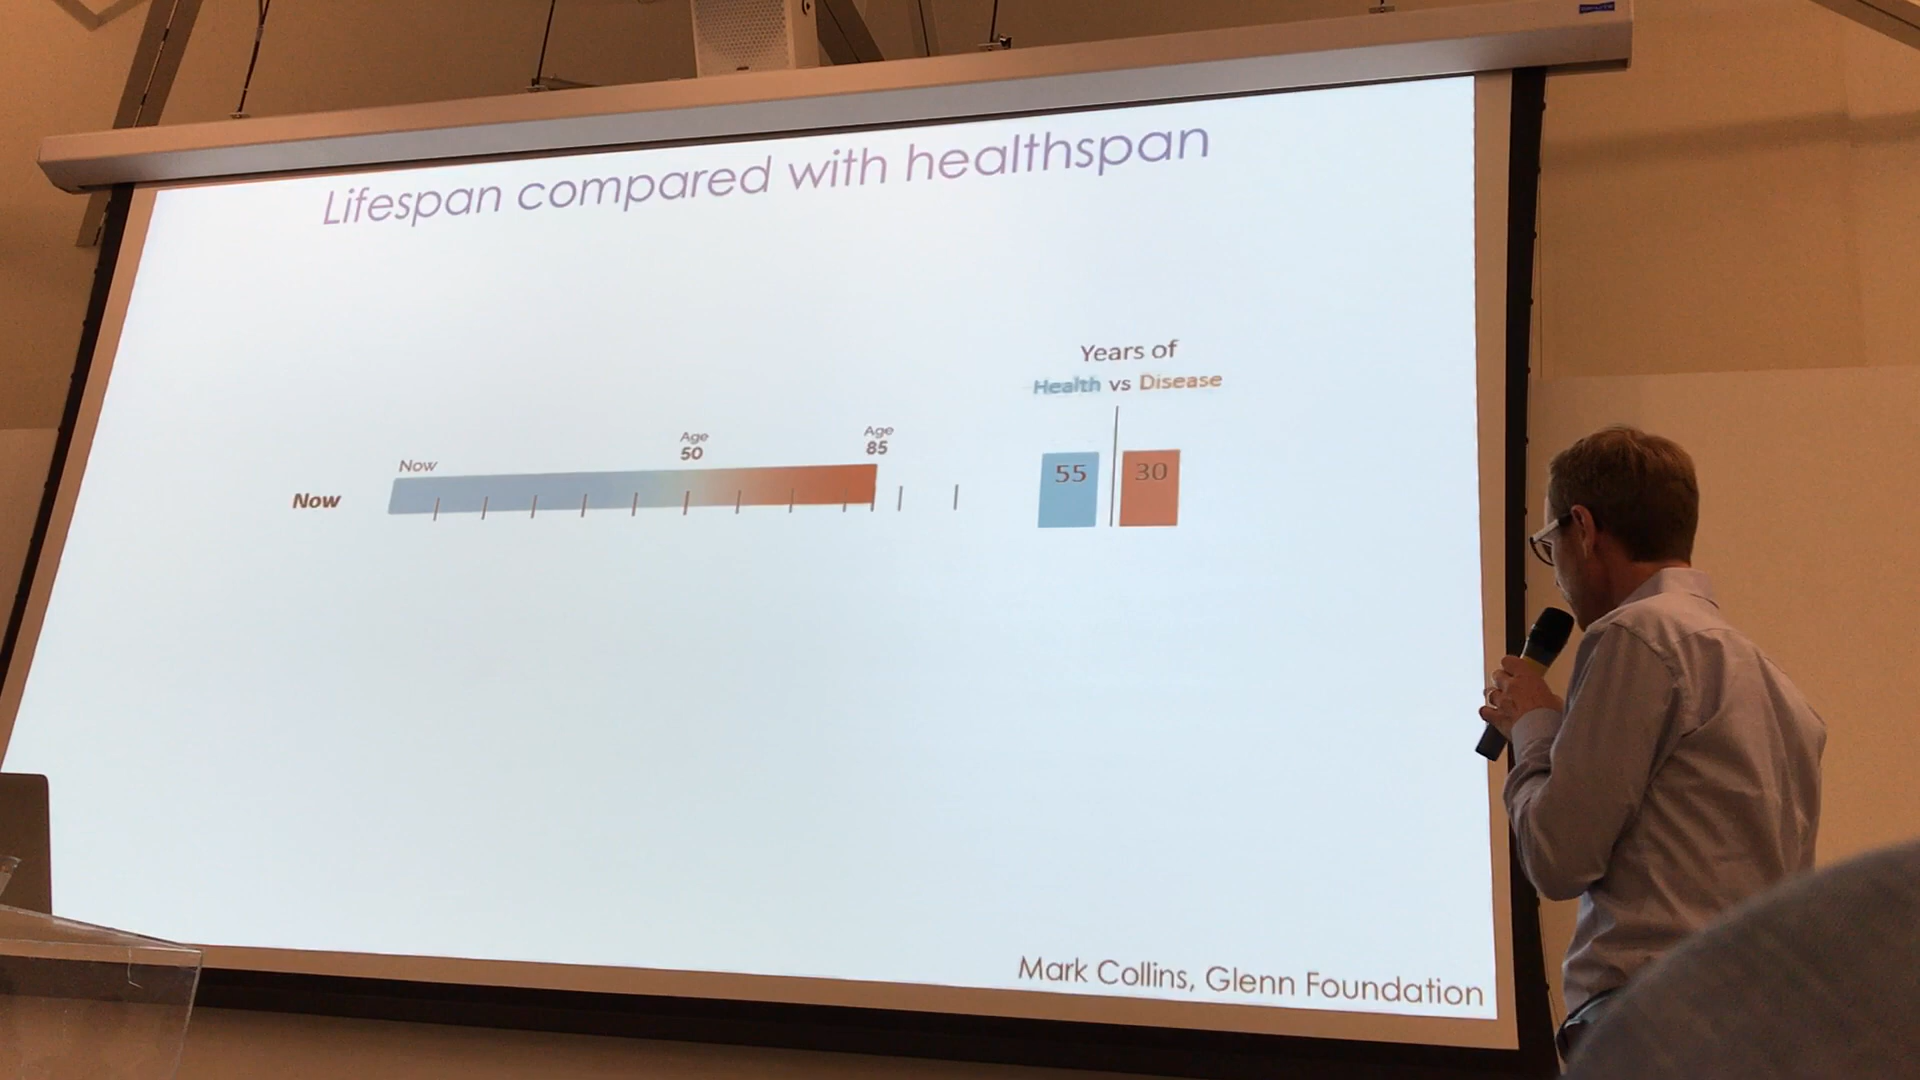 Lifespan compared with healthspan
Years of
Health vs Disease
Age
50
Age
85
Now
Now
55
30
Mark Collins, Glenn Foundation